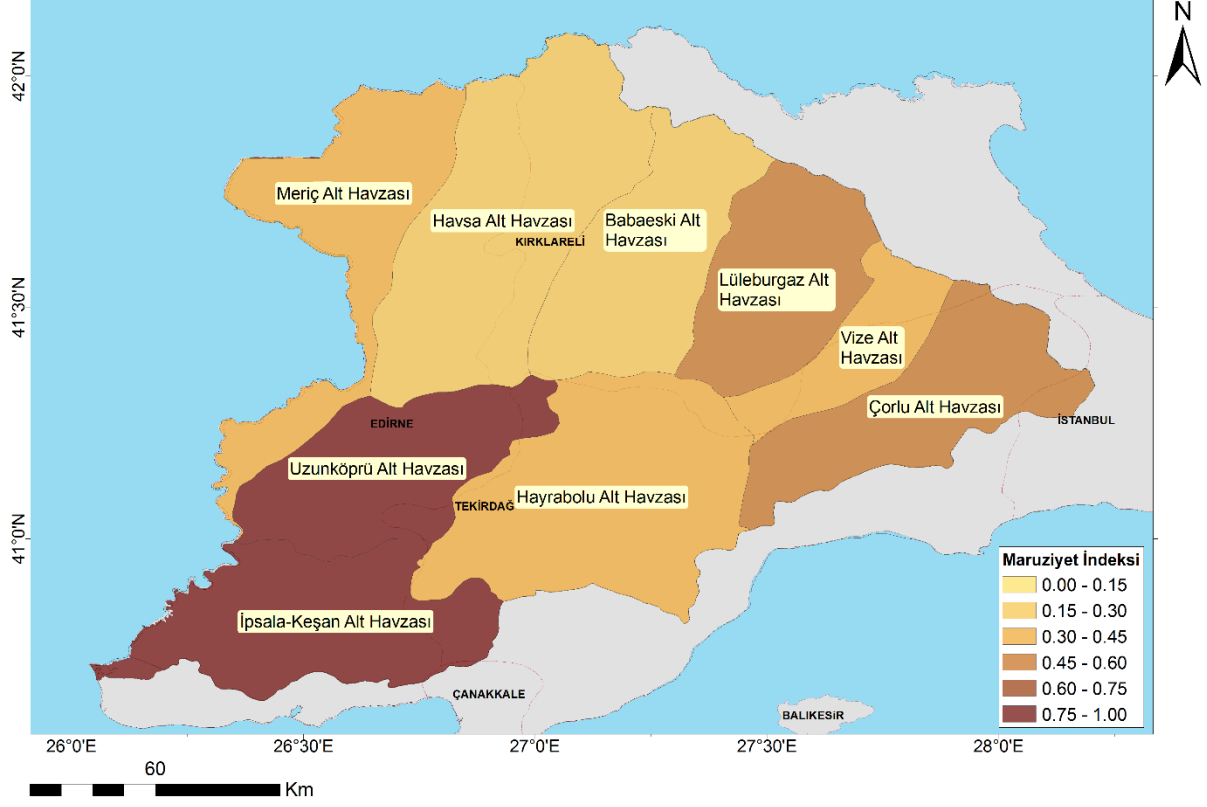 N
42°0'N
41°30'N
41°0'N
Meriç Alt Havzası
Havsa Alt Havzası
KIRKLARELİ
Babaeski Alt
Havzası
Lüleburgaz Alt
Havzası
Vize Alt
Havzası
Çorlu Alt Havzası
İSTANBUL
EDİRNE
Uzunköprü Alt Havzası
TEKİRDAĞ
Hayrabolu Alt Havzası
İpsala-Keşan Alt Havzası
ÇANAKKALE
BALIKESİR
Maruziyet İndeksi
0.00 - 0.15
0.15 - 0.30
0.30 - 0.45
0.45 - 0.60
0.60 - 0.75
0.75 - 1.00
26°0'E
26°30'E
27°0'E
27°30'E
28°0'E
60
Km